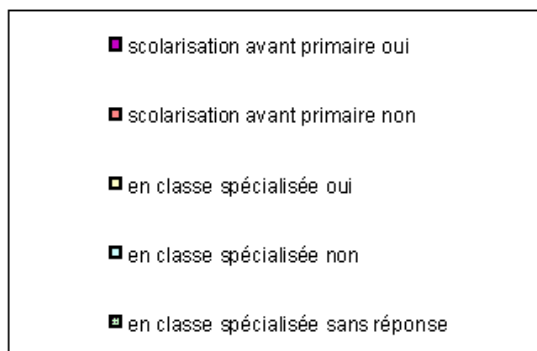 scolarisation avant primaire oui
scolarisation avant primaire non
en classe spécialisée oui
en classe spécialisée non
en classe spécialisée sans réponse